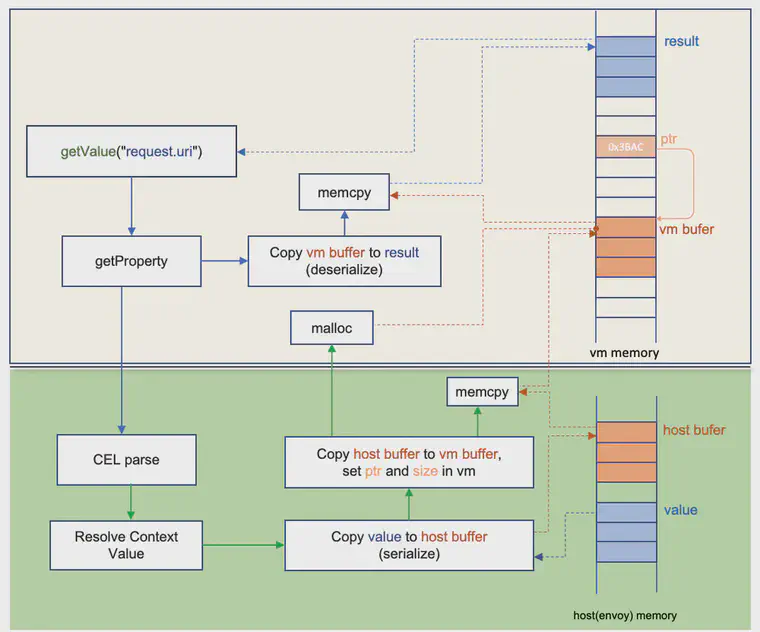 result
getValue("request.uri")
ptr
0x3BAC
memcpy
vm bufer
getProperty
Copy vm buffer to result
(deserialize)
malloc
vm memory
memcpy
host bufer
CEL parse
Copy host buffer to vm buffer,
set ptr and size in vm
value
Resolve Context
Value
Copy value to host buffer
(serialize)
host(envoy) memory